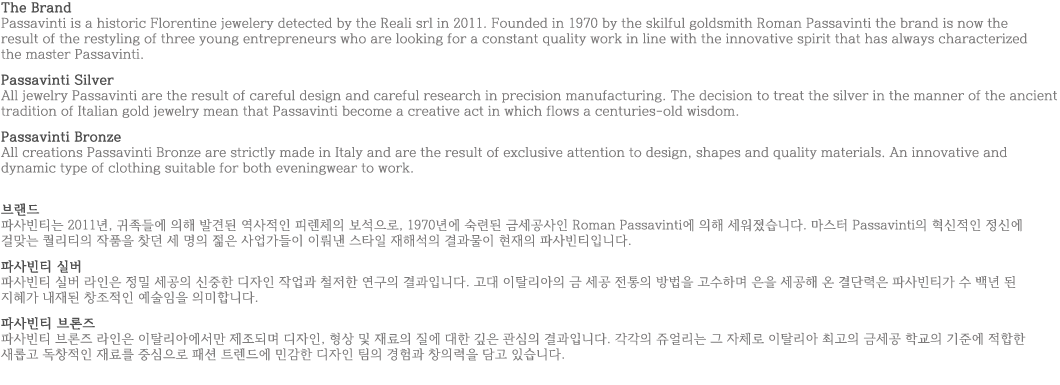 The Brand
Passavinti is a historic Florentine jewelery detected by the Reali srl in 2011. Founded in 1970 by the skilful goldsmith Roman Passavinti the brand is now the
result of the restyling of three young entrepreneurs who are looking for a constant quality work in line with the innovative spirit that has always characterized
the master Passavinti.
Passavinti Silver
All jewelry Passavinti are the result of careful design and careful research in precision manufacturing. The decision to treat the silver in the manner of the ancient
tradition of Italian gold jewelry mean that Passavinti become a creative act in which flows a centuries-old wisdom.
Passavinti Bronze
All creations Passavinti Bronze are strictly made in Italy and are the result of exclusive attention to design, shapes and quality materials. An innovative and
dynamic type of clothing suitable for both eveningwear to work.
브랜드
파사빈티는 2011년, 귀족들에 의해 발견된 역사적인 피렌체의 보석으로, 1970년에 숙련된 금세공사인 Roman Passavinti에 의해 세워졌습니다. 마스터 Passavinti의 혁신적인 정신에
걸맞는 퀄리티의 작품을 찾던 세 명의 젊은 사업가들이 이뤄낸 스타일 재해석의 결과물이 현재의 파사빈티입니다.
파사빈티 실버
파사빈티 실버 라인은 정밀 세공의 신중한 디자인 작업과 철저한 연구의 결과입니다. 고대 이탈리아의 금 세공 전통의 방법을 고수하며 은을 세공해 온 결단력은 파사빈티가 수 백년 된
지혜가 내재된 창조적인 예술임을 의미합니다.
파사빈티 브론즈
파사빈티 브론즈 라인은 이탈리아에서만 제조되며 디자인, 형상 및 재료의 질에 대한 깊은 관심의 결과입니다. 각각의 쥬얼리는 그 자체로 이탈리아 최고의 금세공 학교의 기준에 적합한
새롭고 독창적인 재료를 중심으로 패션 트렌드에 민감한 디자인 팀의 경험과 창의력을 담고 있습니다.